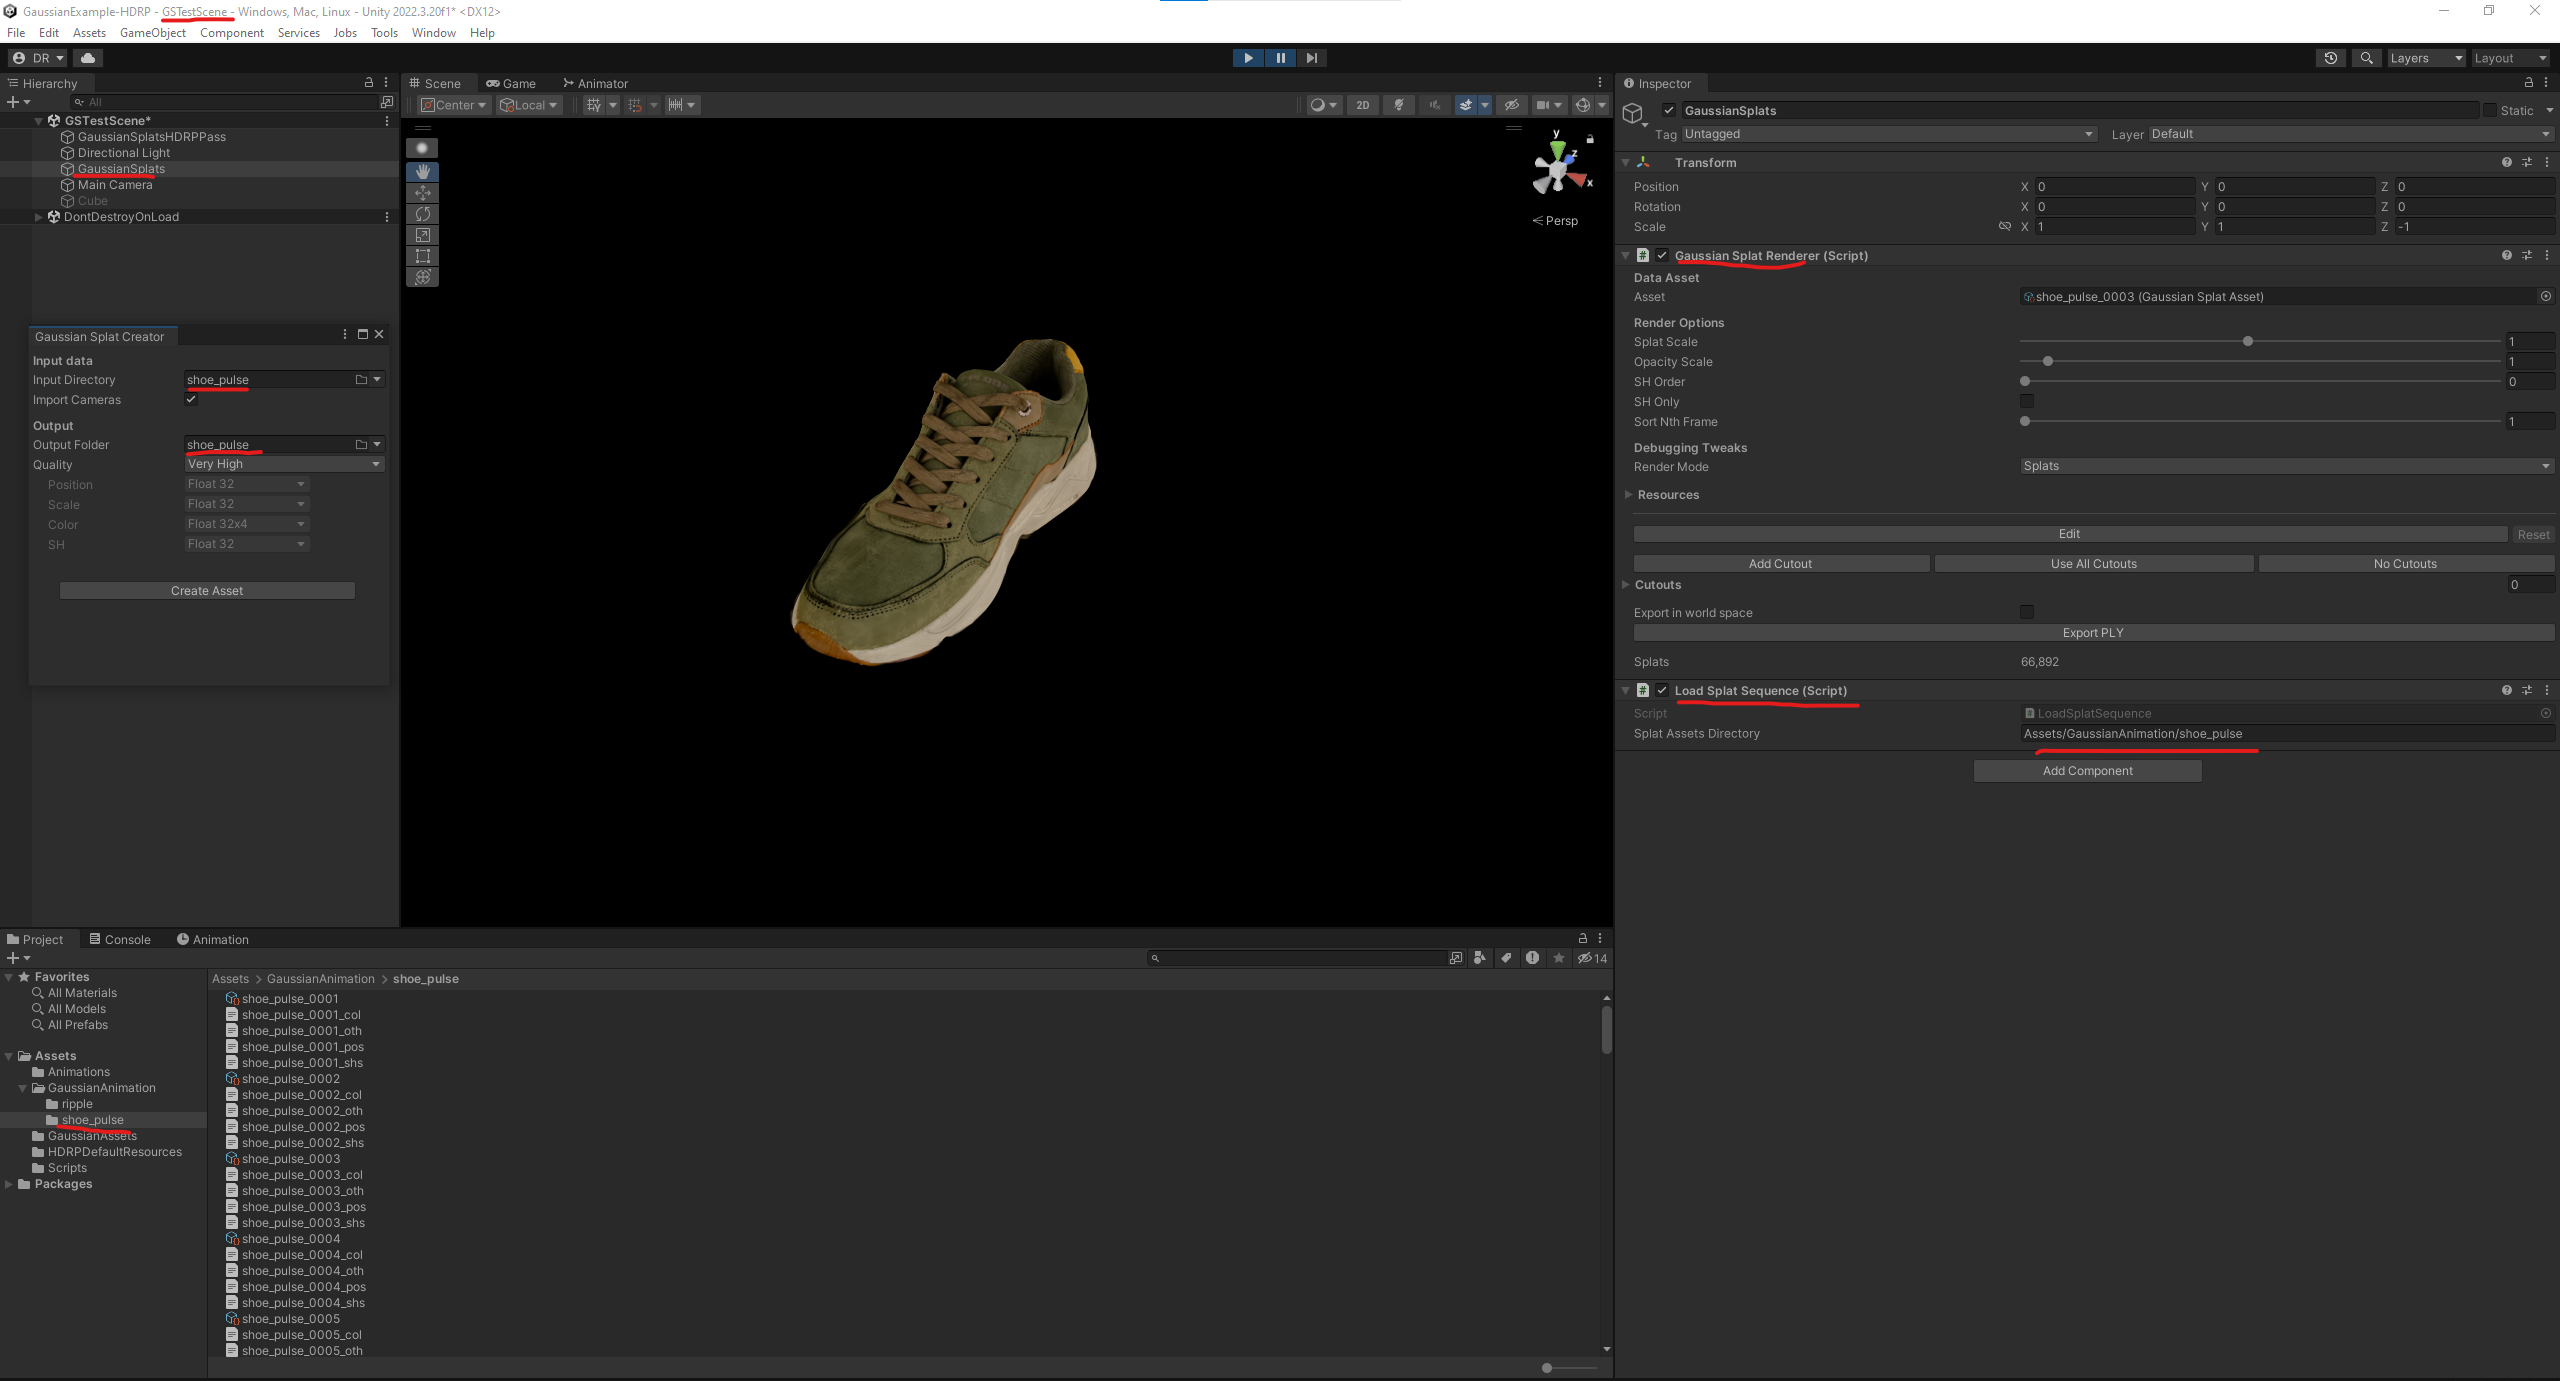 GaussianExample-HDRP - GSTestScene - Windows, Mac, Linux - Unity 2022.3.20f1* <DX12>
File Edit Assets GameObject Component Services Jobs Tools Window Help
DR
Layers Layout
Hierarchy
All
GSTestScene*
GaussianSplatsHDRPPass
Directional Light
GaussianSplats
Main Camera
Cube
DontDestroyOnLoad
Gaussian Splat Creator
Input data
Input Directory shoe_pulse
Import Cameras
Output
Output Folder shoe_pulse
Quality Very High
Position Float 32
Scale Float 32
Color Float 32x4
SH Float 32
Create Asset
Scene Game Animator
Center Local 2D
y
z
x
Persp
Inspector
GaussianSplats Static
Tag Untagged Layer Default
Transform
Position X 0 Y 0 Z 0
Rotation X 0 Y 0 Z 0
Scale X 1 Y 1 Z -1
Gaussian Splat Renderer (Script)
Data Asset
Asset shoe_pulse_0003 (Gaussian Splat Asset)
Render Options
Splat Scale 1
Opacity Scale 1
SH Order 0
SH Only
Sort Nth Frame 1
Debugging Tweaks
Render Mode Splats
Resources
Edit Reset
Add Cutout Use All Cutouts No Cutouts
Cutouts 0
Export in world space
Export PLY
Splats 66,892
Load Splat Sequence (Script)
Script LoadSplatSequence
Splat Assets Directory Assets/GaussianAnimation/shoe_pulse
Add Component
Project Console Animation
14
Favorites
All Materials
All Models
All Prefabs
Assets
Animations
GaussianAnimation
ripple
shoe_pulse
GaussianAssets
HDRPDefaultResources
Scripts
Packages
Assets > GaussianAnimation > shoe_pulse
shoe_pulse_0001
shoe_pulse_0001_col
shoe_pulse_0001_oth
shoe_pulse_0001_pos
shoe_pulse_0001_shs
shoe_pulse_0002
shoe_pulse_0002_col
shoe_pulse_0002_oth
shoe_pulse_0002_pos
shoe_pulse_0002_shs
shoe_pulse_0003
shoe_pulse_0003_col
shoe_pulse_0003_oth
shoe_pulse_0003_pos
shoe_pulse_0003_shs
shoe_pulse_0004
shoe_pulse_0004_col
shoe_pulse_0004_oth
shoe_pulse_0004_pos
shoe_pulse_0004_shs
shoe_pulse_0005
shoe_pulse_0005_col
shoe_pulse_0005_oth